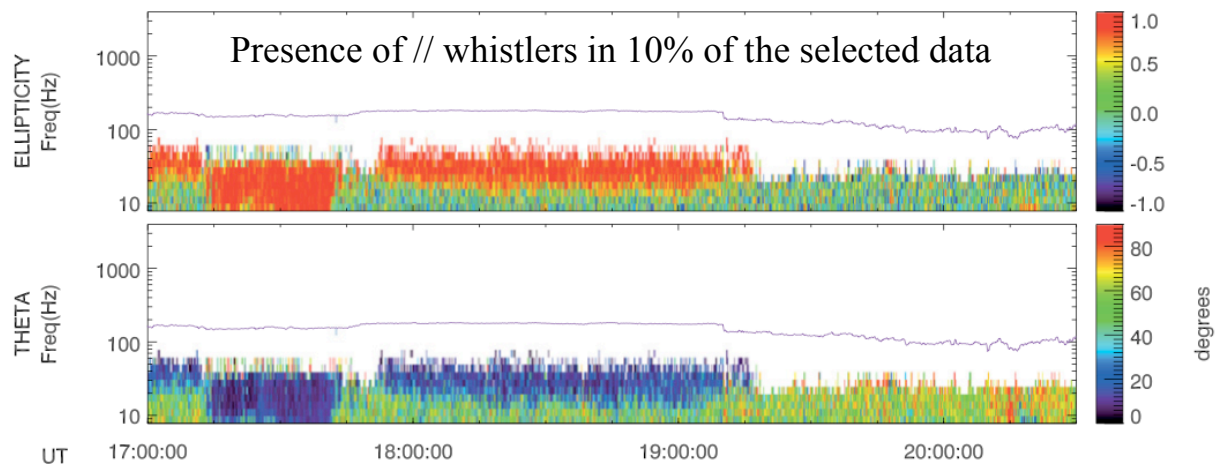 Presence of // whistlers in 10% of the selected data
ELLIPTICITY
Freq(Hz)
1000
100
10
1.0
0.5
0.0
-0.5
-1.0
THETA
Freq(Hz)
1000
100
10
80
60
40
20
0
degrees
UT
17:00:00
18:00:00
19:00:00
20:00:00